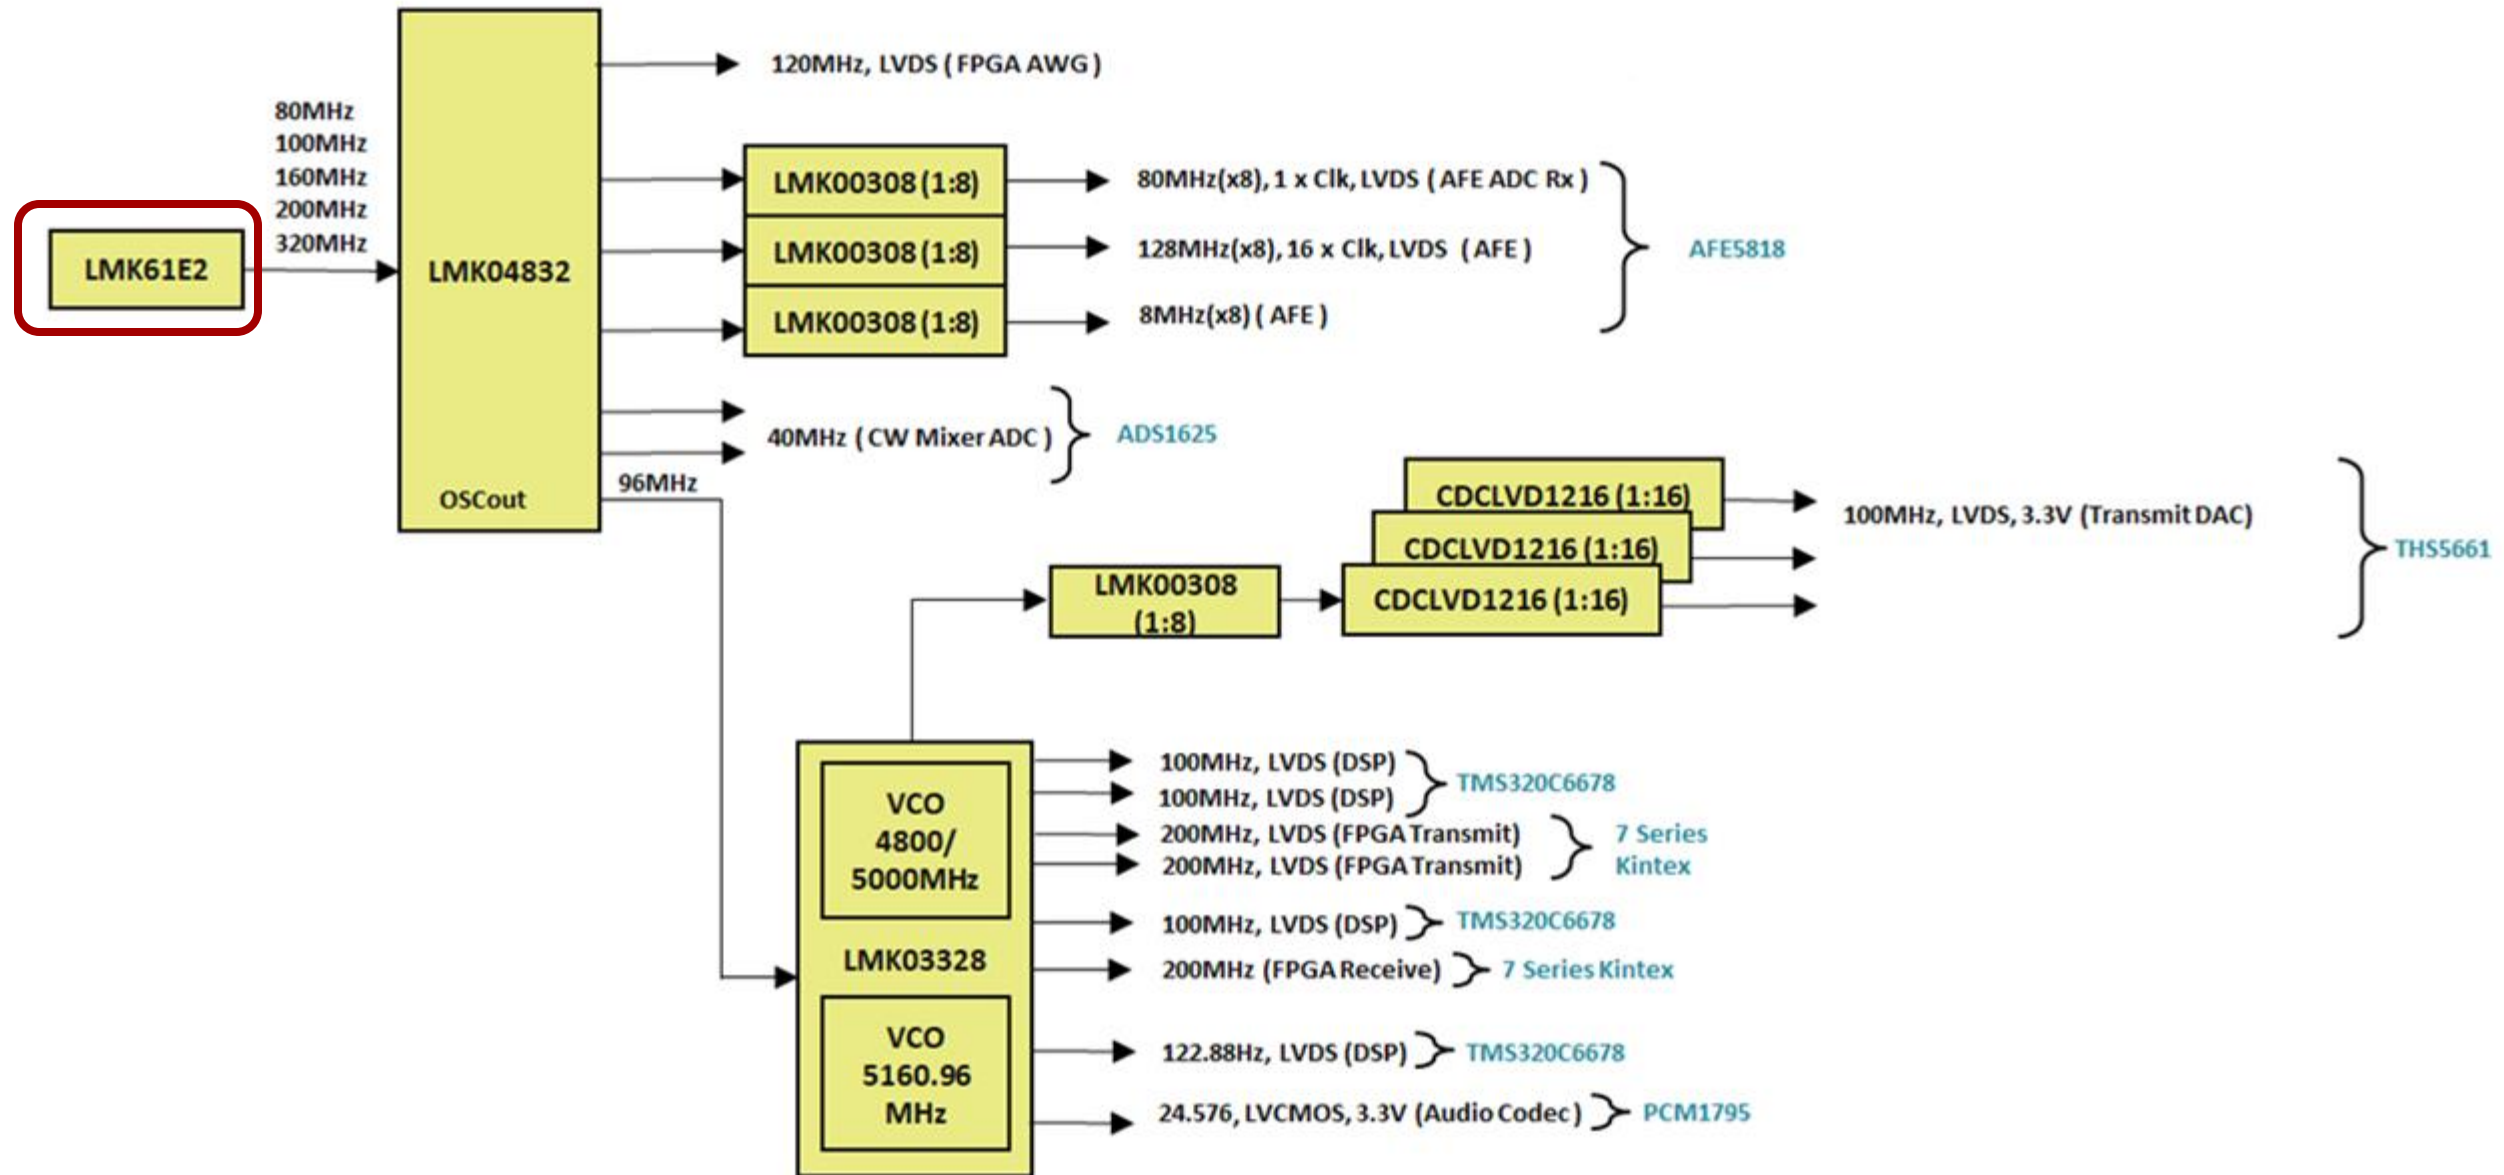 120MHz, LVDS ( FPGA AWG )
80MHz
100MHz
160MHz
200MHz
320MHz
LMK61E2
LMK04832
LMK00308 (1:8)
80MHz(x8), 1 x Clk, LVDS ( AFE ADC Rx )
LMK00308 (1:8)
128MHz(x8), 16 x Clk, LVDS ( AFE )
AFE5818
LMK00308 (1:8)
8MHz(x8) ( AFE )
40MHz ( CW Mixer ADC )
ADS1625
96MHz
OSCout
CDCLVD1216 (1:16)
100MHz, LVDS, 3.3V (Transmit DAC)
CDCLVD1216 (1:16)
THS5661
LMK00308
(1:8)
CDCLVD1216 (1:16)
VCO
4800/
5000MHz
LMK03328
VCO
5160.96
MHz
100MHz, LVDS (DSP)
100MHz, LVDS (DSP)
TMS320C6678
200MHz, LVDS (FPGA Transmit)
200MHz, LVDS (FPGA Transmit)
7 Series
Kintex
100MHz, LVDS (DSP)
TMS320C6678
200MHz (FPGA Receive)
7 Series Kintex
122.88Hz, LVDS (DSP)
TMS320C6678
24.576, LVCMOS, 3.3V (Audio Codec )
PCM1795